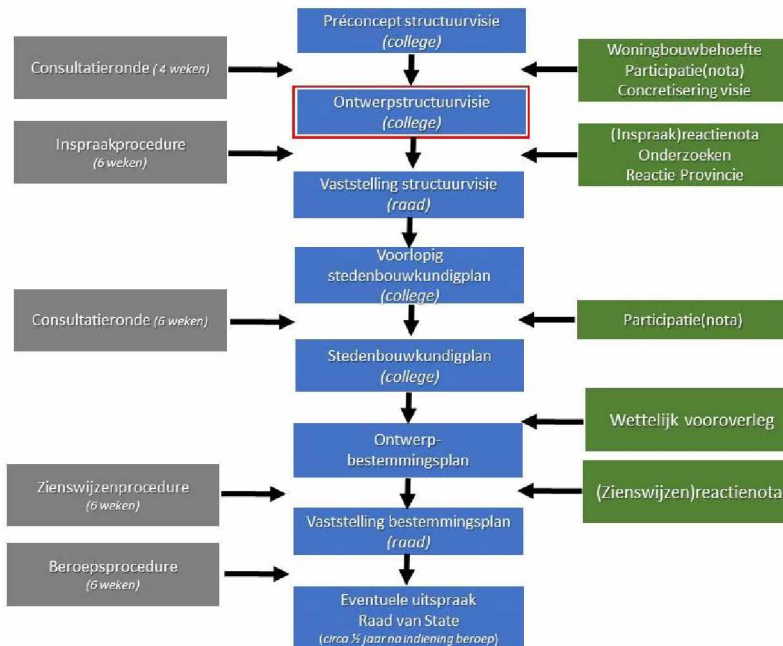 Préconcept structuurvisie
(college)
Consultatieronde (4 weken)
Woningbouwbehoefte
Participatie(nota)
Concretisering visie
Ontwerpstructuurvisie
(college)
Inspraakprocedure
(6 weken)
(Inspraak)reactienota
Onderzoeken
Reactie Provincie
Vaststelling structuurvisie
(raad)
Voorlopig
stedenbouwkundigplan
(college)
Consultatieronde (6 weken)
Participatie(nota)
Stedenbouwkundigplan
(college)
Wettelijk vooroverleg
Ontwerp-
bestemmingsplan
Zienswijzenprocedure
(6 weken)
(Zienswijzen)reactienota
Vaststelling bestemmingsplan
(raad)
Beroepsprocedure
(6 weken)
Eventuele uitspraak
Raad van State
(circa ½ jaar na indiening beroep)